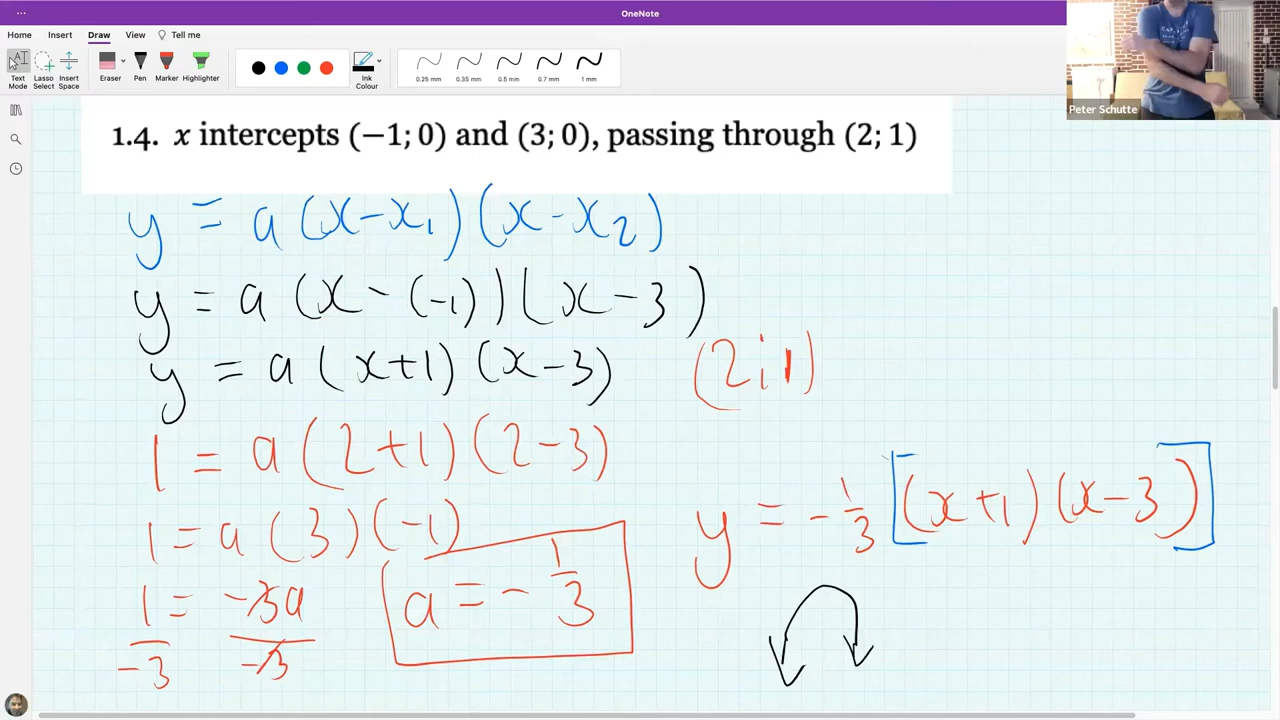 OneNote
Home Insert Draw View Tell me
Text Mode
Lasso Select
Insert Space
Eraser
Pen
Marker
Highlighter
0.25 mm
0.35 mm
0.5 mm
0.7 mm
1 mm
Ink Colour
Peter Schutte
1.4. x intercepts (−1; 0) and (3; 0), passing through (2; 1)
y = a (x - x₁) (x - x₂)
y = a (x - (-1)) (x - 3)
y = a (x + 1) (x - 3)
(2; 1)
1 = a (2 + 1) (2 - 3)
1 = a (3) (-1)
1/-3 = -3a/-3
a = - 1/3
y = - 1/3 [(x + 1) (x - 3)]